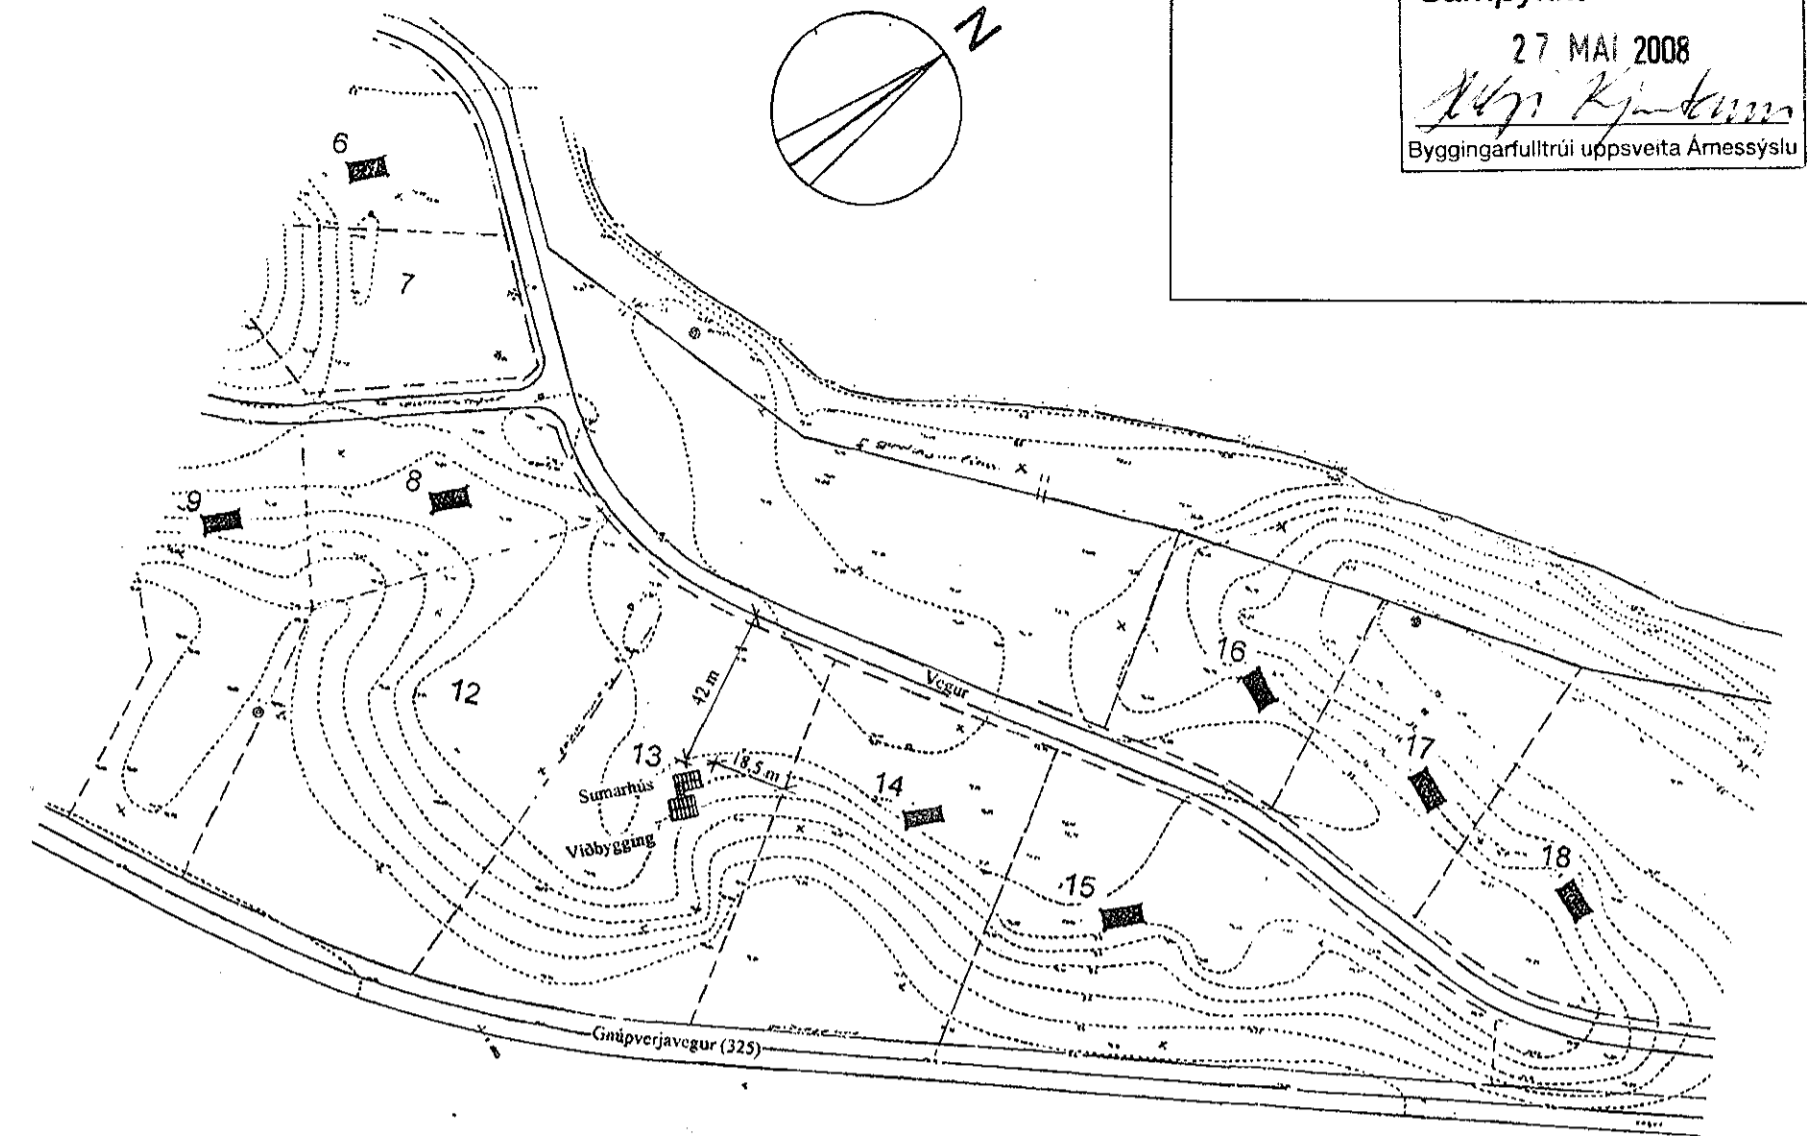 N
27 MAI 2008
Byggingarfulltrúi uppsveita Árnessýslu
6
7
8
9
12
42 m
Vegur
16
13
18.5 m
Sumarhús
14
17
Viðbygging
15
18
Gnúpverjavegur (325)